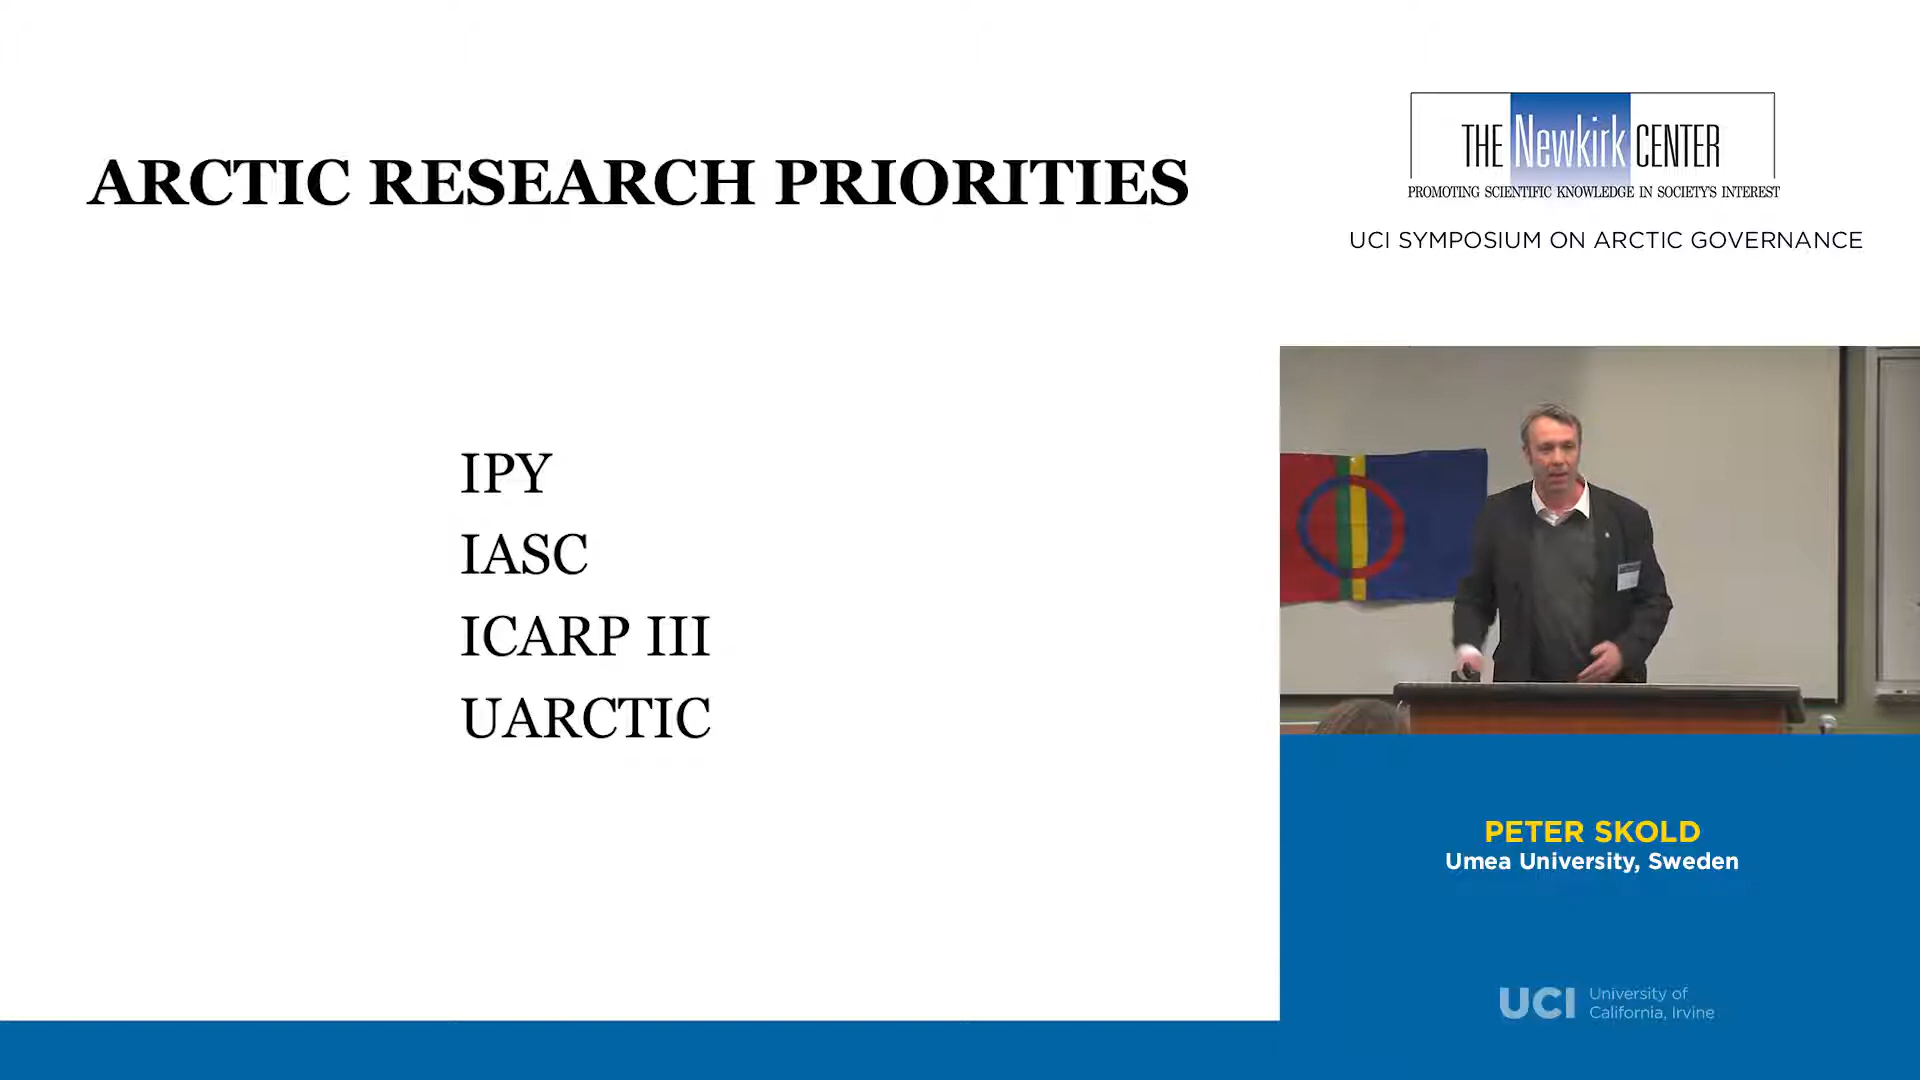 ARCTIC RESEARCH PRIORITIES
IPY
IASC
ICARP III
UARCTIC
THE Newkirk CENTER
PROMOTING SCIENTIFIC KNOWLEDGE IN SOCIETY'S INTEREST
UCI SYMPOSIUM ON ARCTIC GOVERNANCE
PETER SKOLD
Umea University, Sweden
UCI University of
California, Irvine